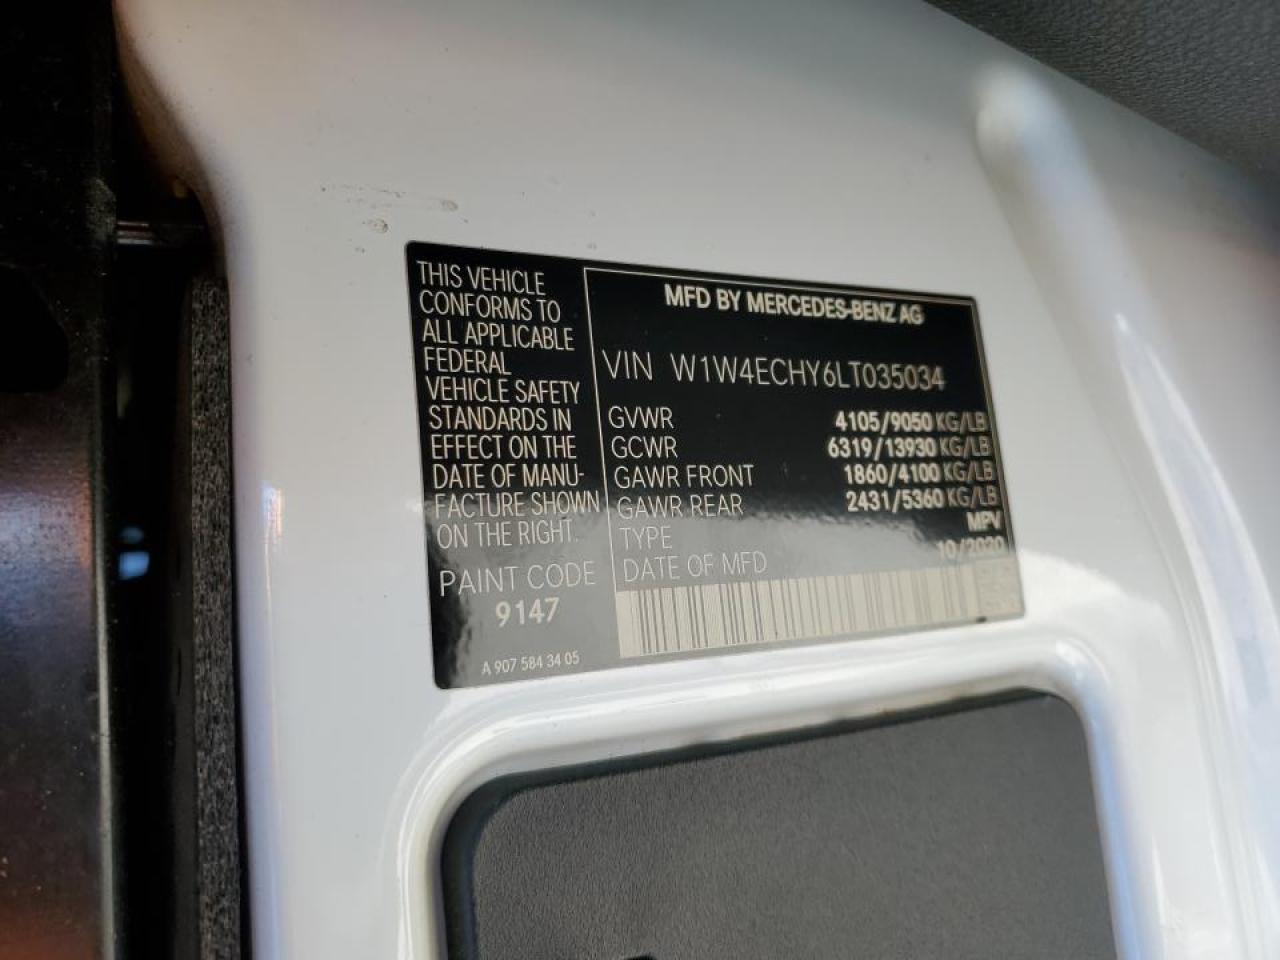 THIS VEHICLE
CONFORMS TO
ALL APPLICABLE
FEDERAL
VEHICLE SAFETY
STANDARDS IN
EFFECT ON THE
DATE OF MANU-
FACTURE SHOWN
ON THE RIGHT.
PAINT CODE
9147
A 907 584 34 05
MFD BY MERCEDES-BENZ AG
VIN W1W4ECHY6LT035034
GVWR 4105/9050 KG/LB
GCWR 6319/13930 KG/LB
GAWR FRONT 1860/4100 KG/LB
GAWR REAR 2431/5360 KG/LB
TYPE MPV
DATE OF MFD 10/2020